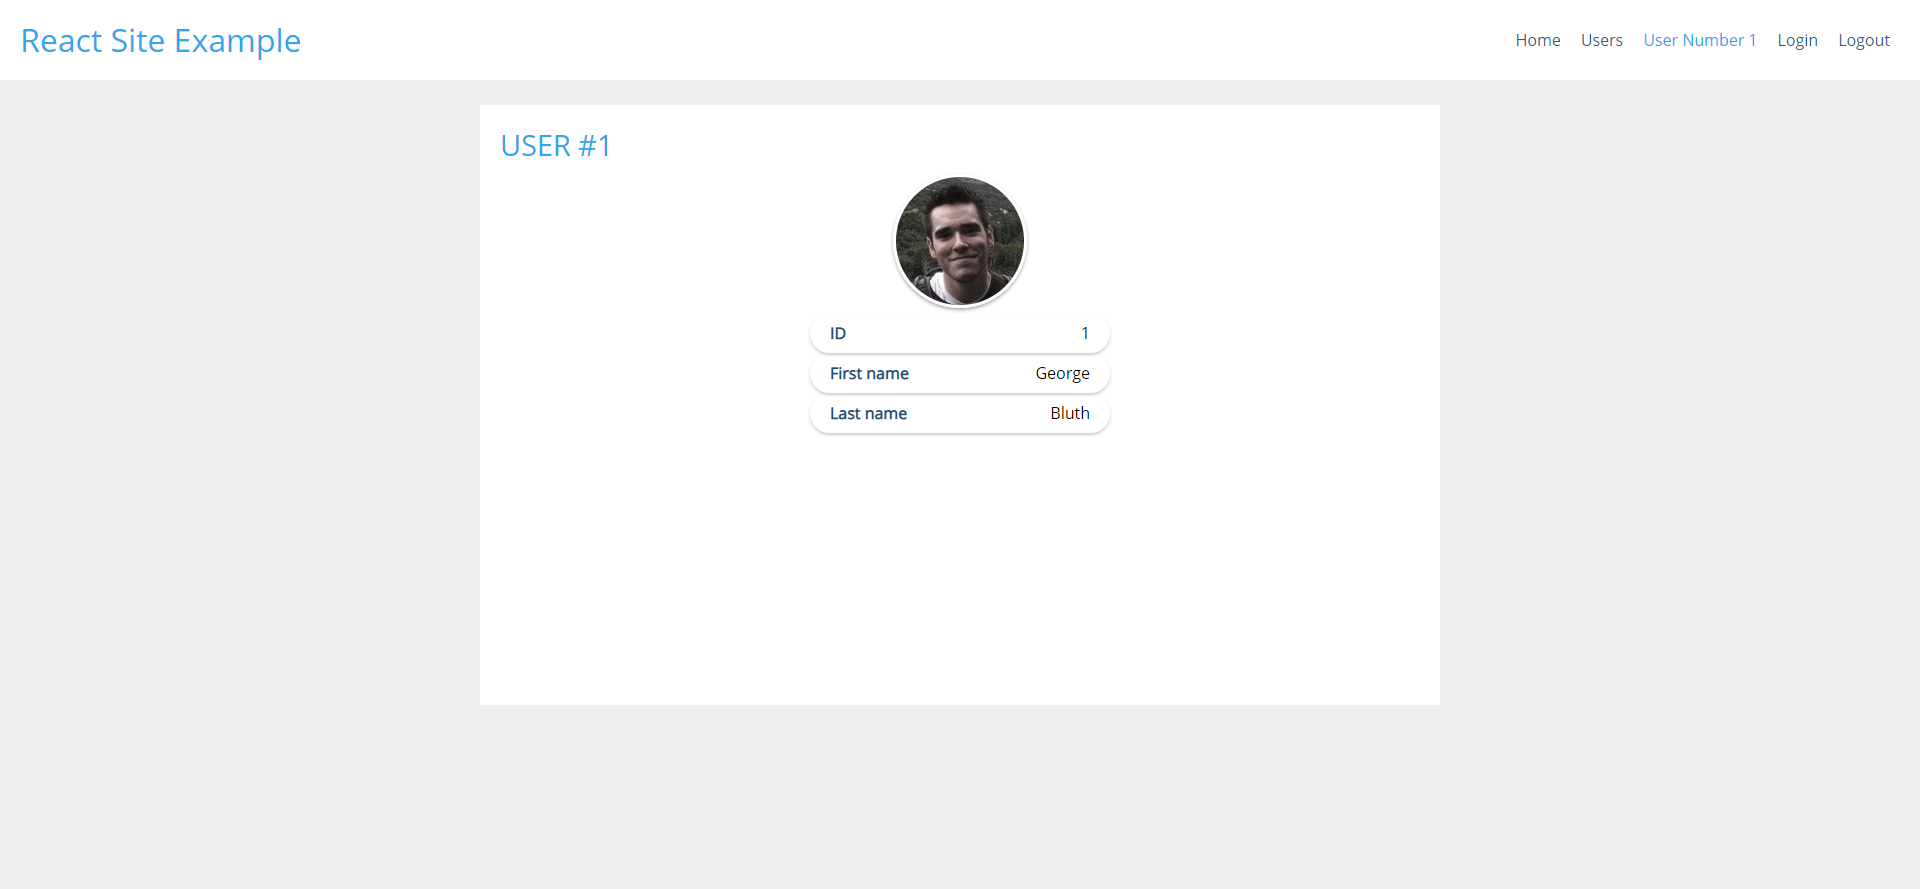 React Site Example
Home Users User Number 1 Login Logout
USER #1
ID 1
First name George
Last name Bluth